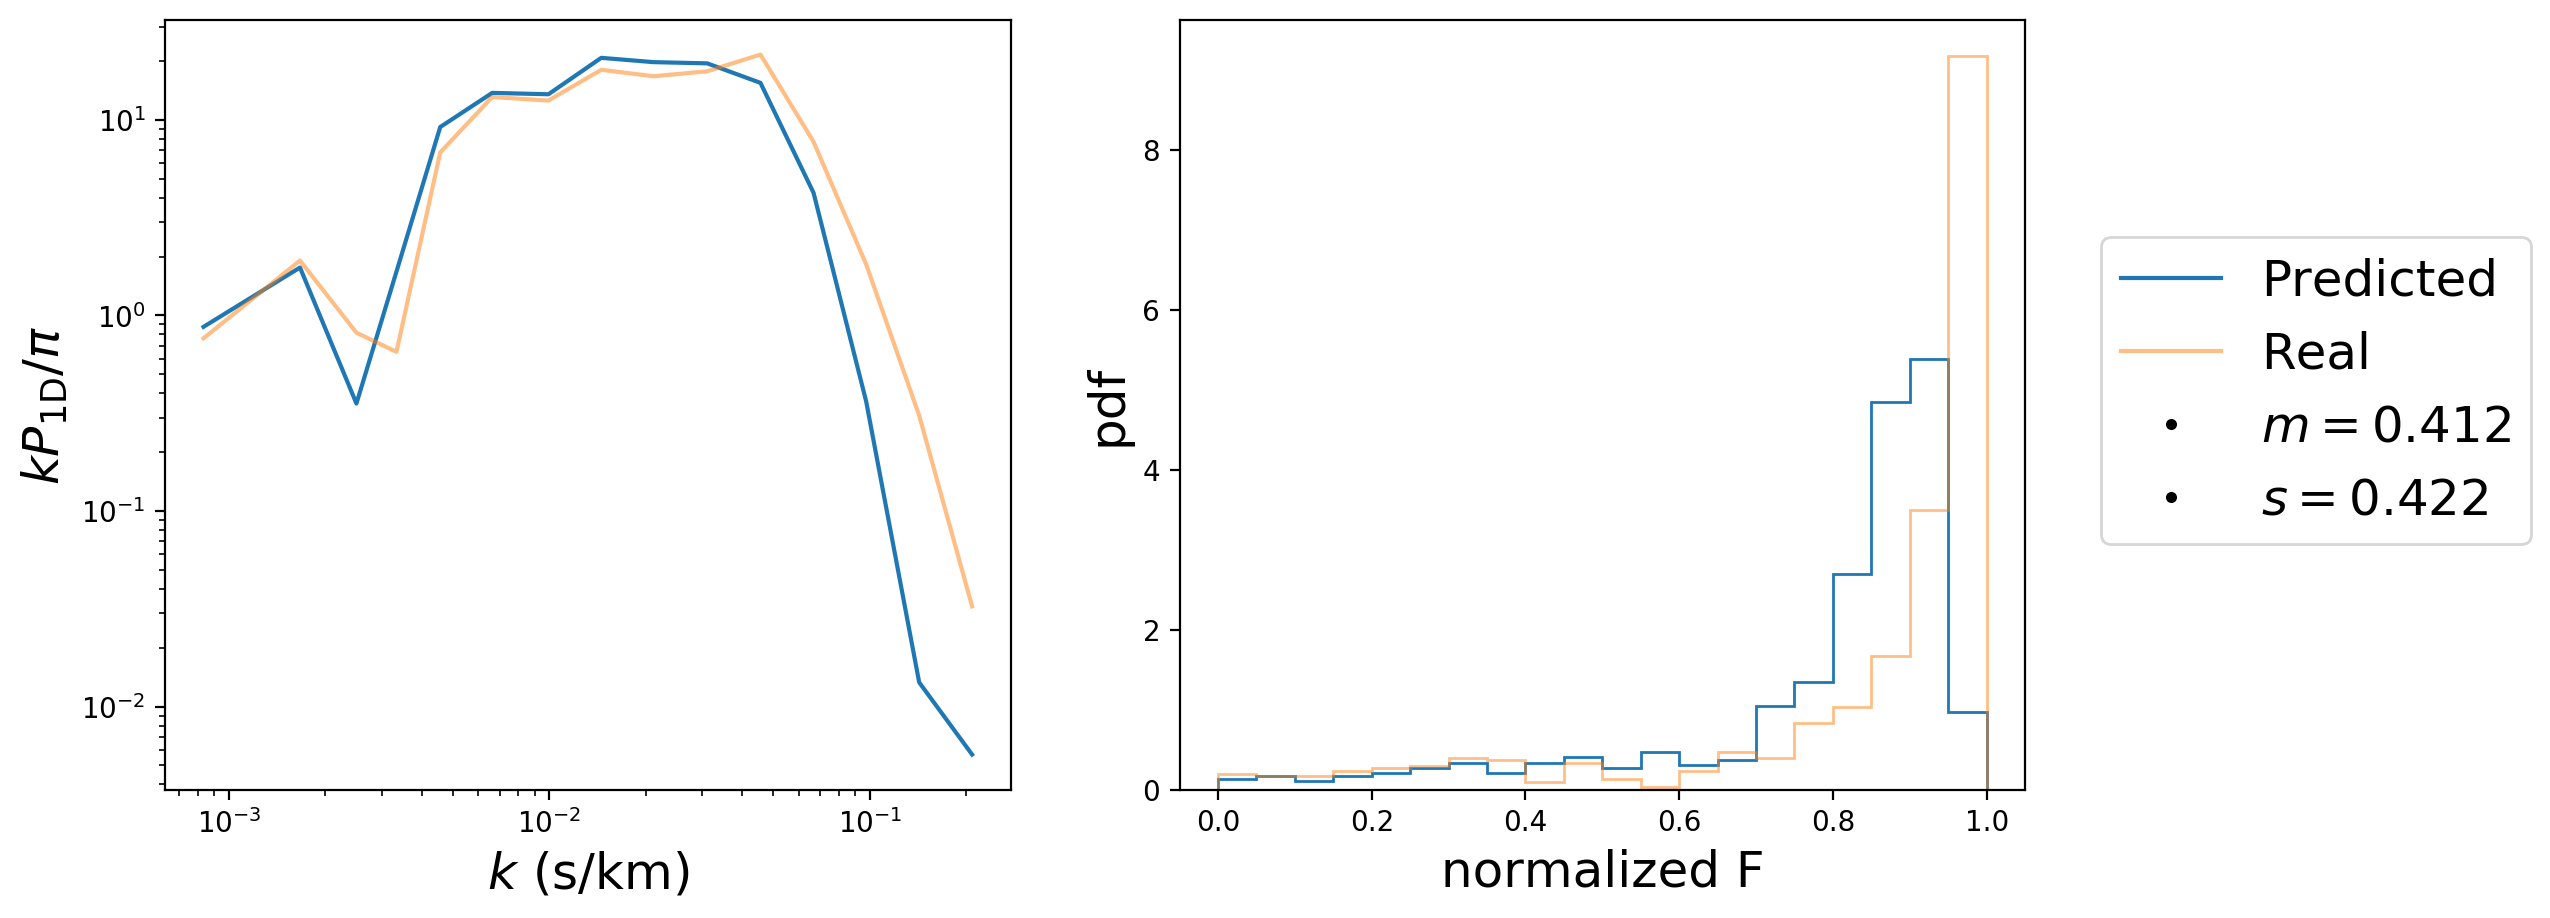 10¹
10⁰
10⁻¹
10⁻²
kP₁D/π
10⁻³
10⁻²
10⁻¹
k (s/km)
8
6
4
2
0
pdf
0.0
0.2
0.4
0.6
0.8
1.0
normalized F
Predicted
Real
m = 0.412
s = 0.422